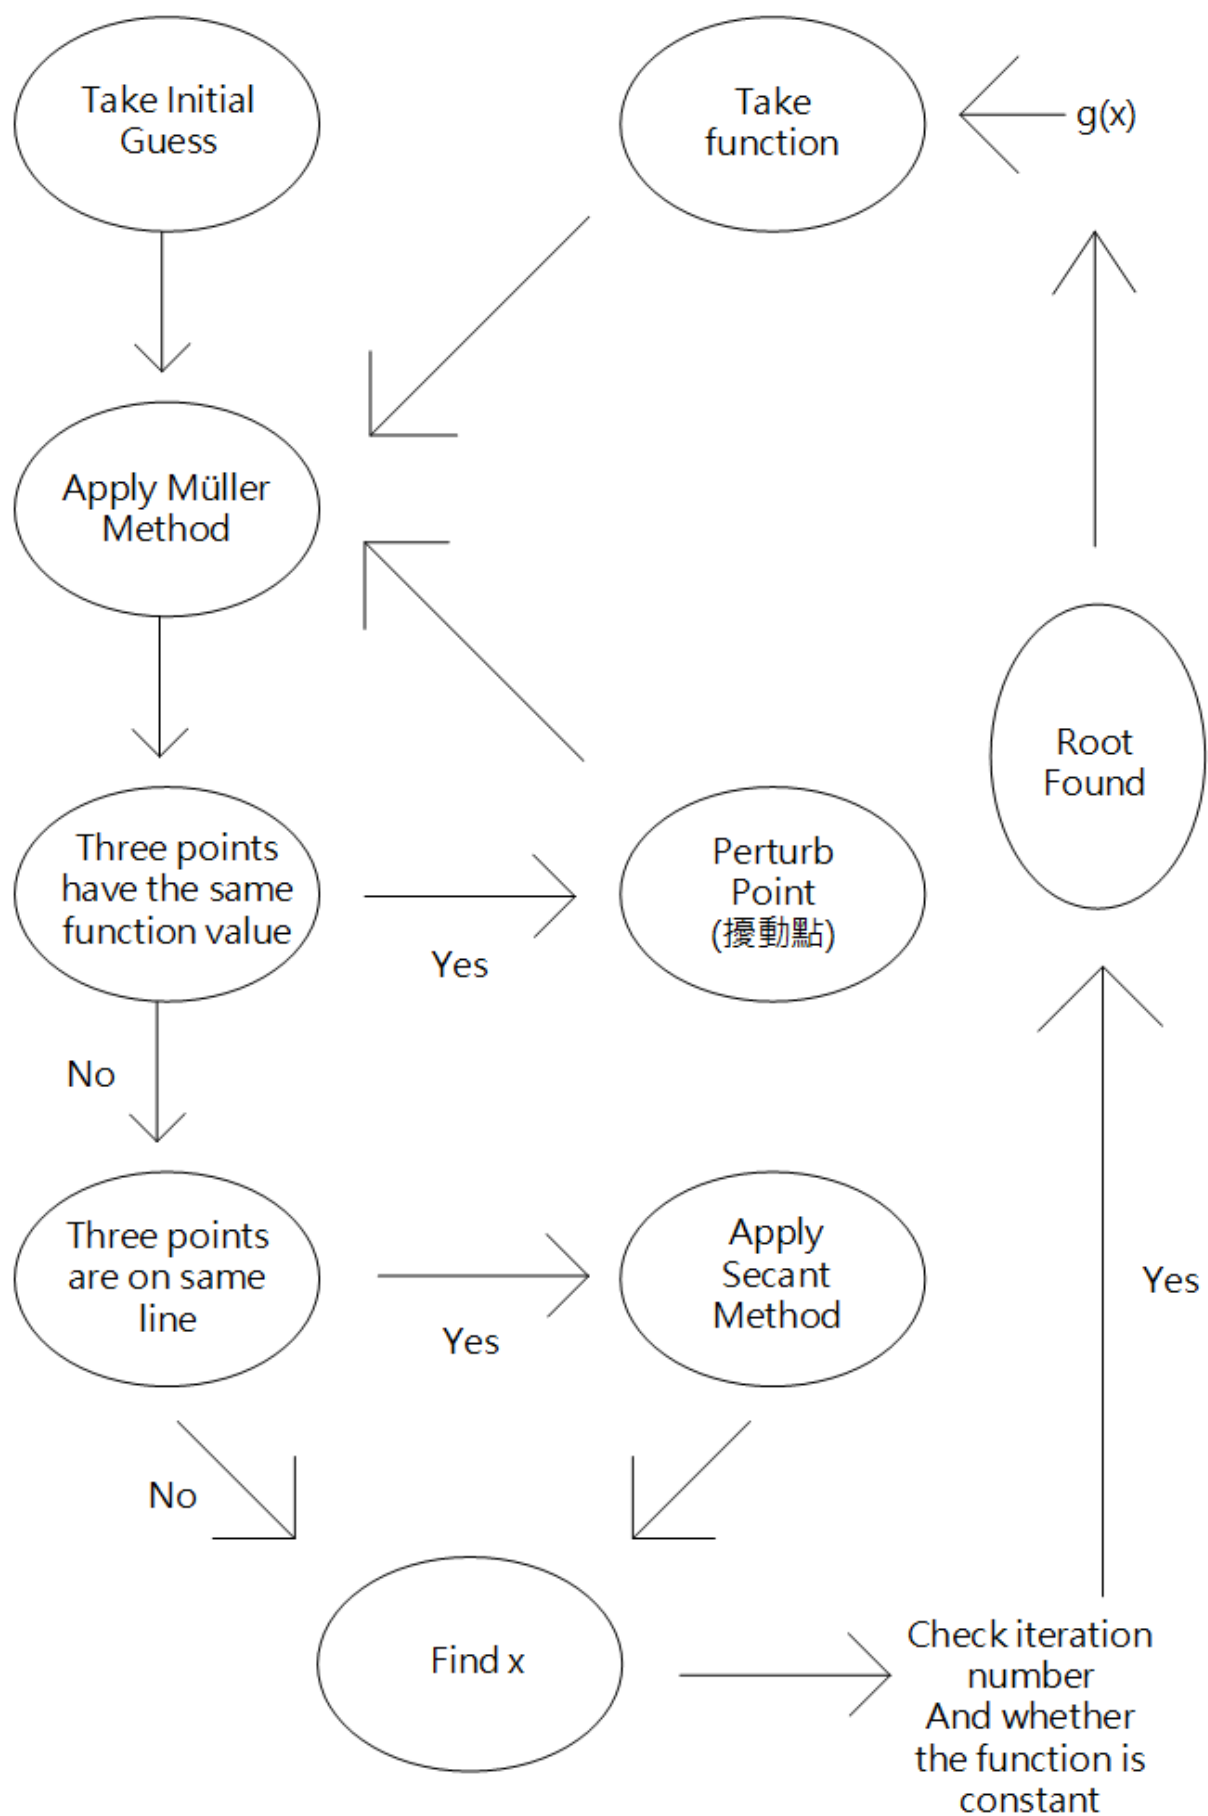 Take Initial
Guess
Take
function
g(x)
Apply Müller
Method
Root
Found
Three points
have the same
function value
Yes
Perturb
Point
(擾動點)
No
Three points
are on same
line
Yes
Apply
Secant
Method
Yes
No
Find x
Check iteration
number
And whether
the function is
constant